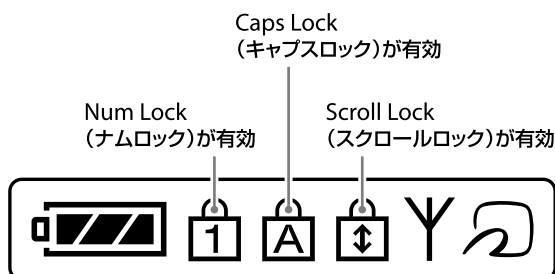 Caps Lock
（キャプスロック）が有効
Num Lock
（ナムロック）が有効
Scroll Lock
（スクロールロック）が有効
1
A